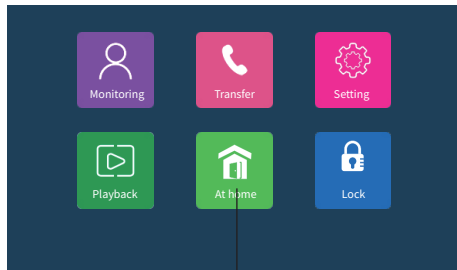 Monitoring
Transfer
Setting
Playback
At home
Lock